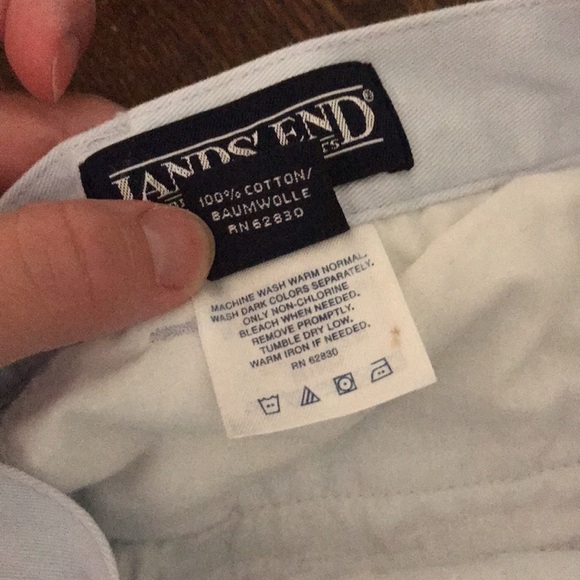 LANDS' END®
100% COTTON/
BAUMWOLLE
RN 62830
MACHINE WASH WARM NORMAL.
WASH DARK COLORS SEPARATELY.
ONLY NON-CHLORINE
BLEACH WHEN NEEDED.
REMOVE PROMPTLY.
TUMBLE DRY LOW.
WARM IRON IF NEEDED.
RN 62830